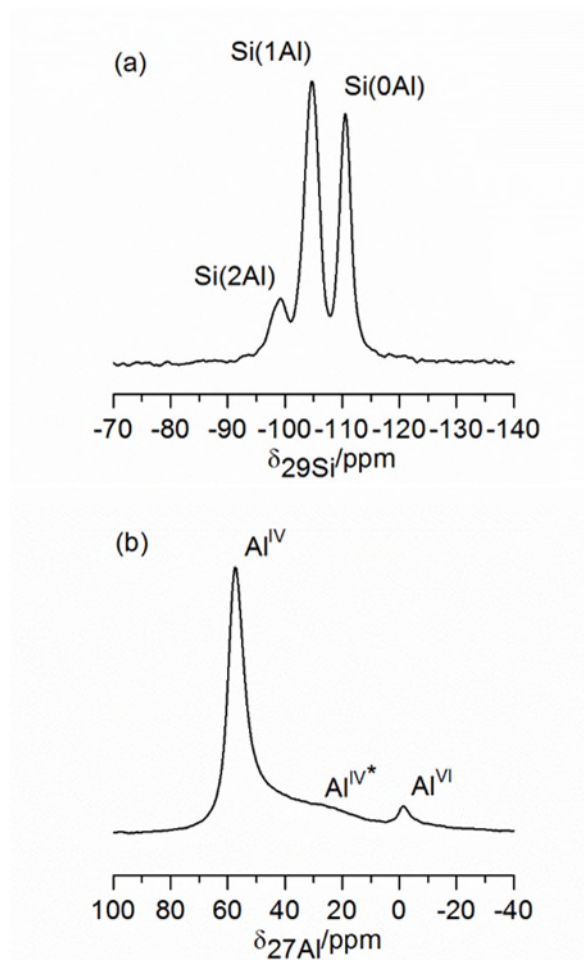 (a)
Si(1Al)
Si(0Al)
Si(2Al)
-70 -80 -90 -100 -110 -120 -130 -140
δ29Si/ppm
(b)
AlIV
AlIV*
AlVI
100 80 60 40 20 0 -20 -40
δ27Al/ppm